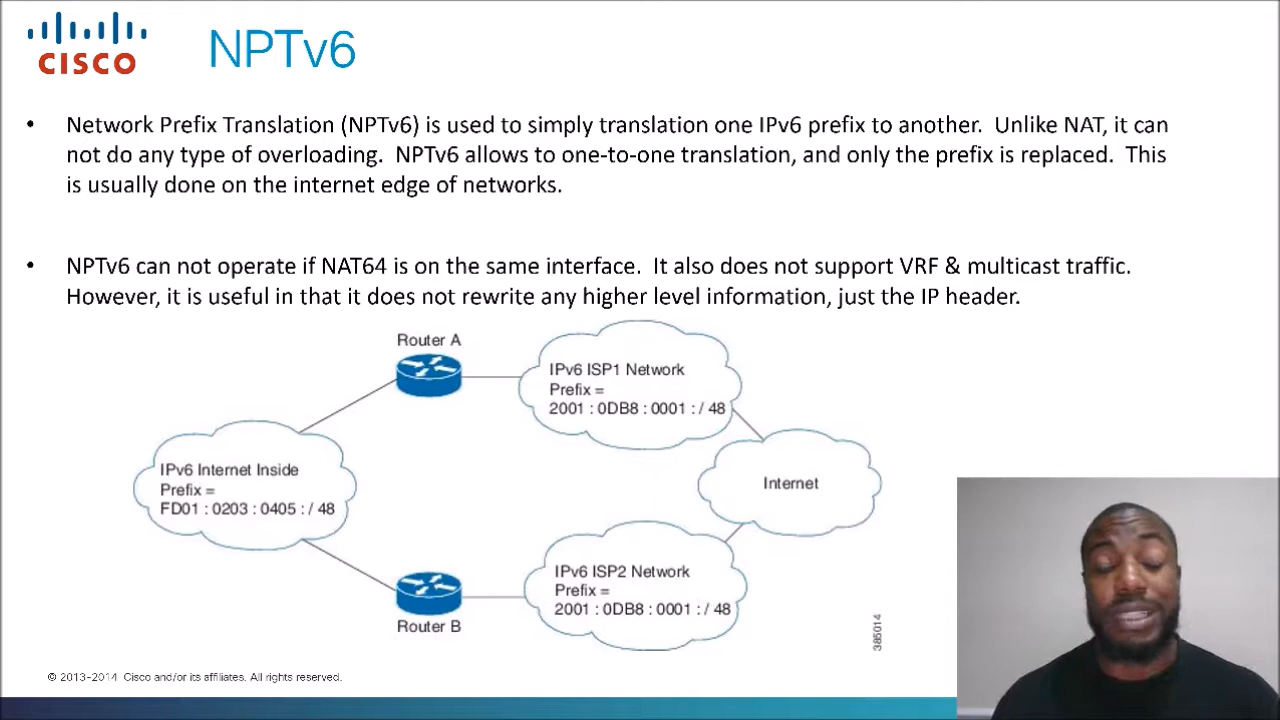 CISCO
NPTv6
• Network Prefix Translation (NPTv6) is used to simply translation one IPv6 prefix to another. Unlike NAT, it can
not do any type of overloading. NPTv6 allows to one-to-one translation, and only the prefix is replaced. This
is usually done on the internet edge of networks.
• NPTv6 can not operate if NAT64 is on the same interface. It also does not support VRF & multicast traffic.
However, it is useful in that it does not rewrite any higher level information, just the IP header.
Router A
IPv6 ISP1 Network
Prefix =
2001 : 0DB8 : 0001 : / 48
IPv6 Internet Inside
Prefix =
FD01 : 0203 : 0405 : / 48
Internet
IPv6 ISP2 Network
Prefix =
2001 : 0DB8 : 0001 : / 48
Router B
385014
© 2013-2014 Cisco and/or its affiliates. All rights reserved.